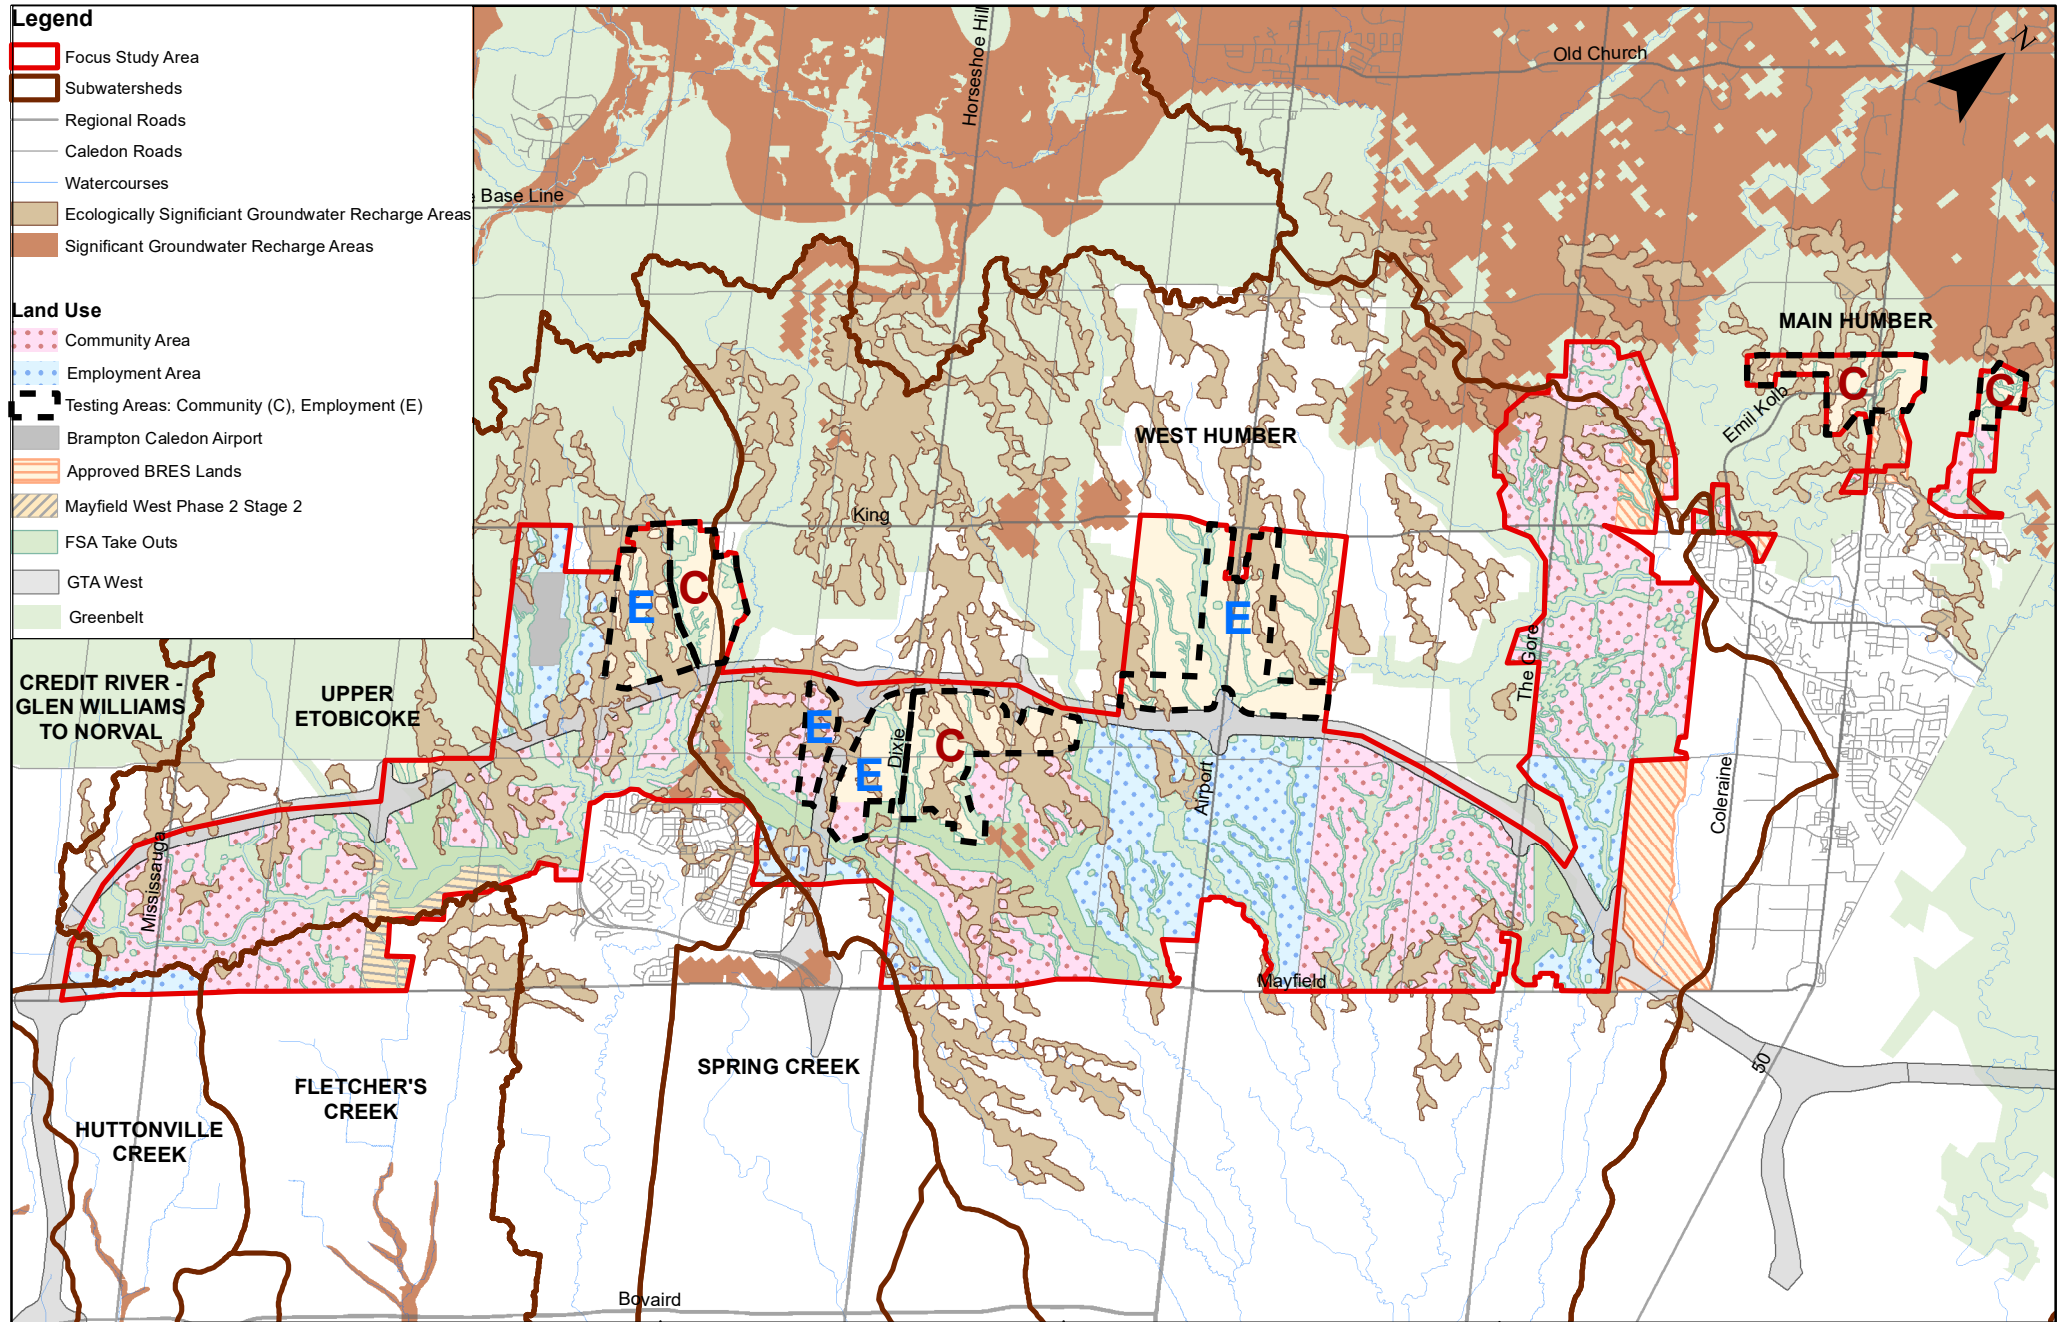 Legend
Focus Study Area
Subwatersheds
Regional Roads
Caledon Roads
Watercourses
Ecologically Significiant Groundwater Recharge Areas
Significant Groundwater Recharge Areas
Land Use
Community Area
Employment Area
Testing Areas: Community (C), Employment (E)
Brampton Caledon Airport
Approved BRES Lands
Mayfield West Phase 2 Stage 2
FSA Take Outs
GTA West
Greenbelt
Horseshoe Hill
Old Church
N
Base Line
MAIN HUMBER
C
C
Emil Kolb
WEST HUMBER
King
E
C
E
The Gore
CREDIT RIVER -
GLEN WILLIAMS
TO NORVAL
UPPER
ETOBICOKE
E
E
Dixie
C
Airport
Coleraine
Mississauga
Mayfield
50
SPRING CREEK
FLETCHER'S
CREEK
HUTTONVILLE
CREEK
Bovaird